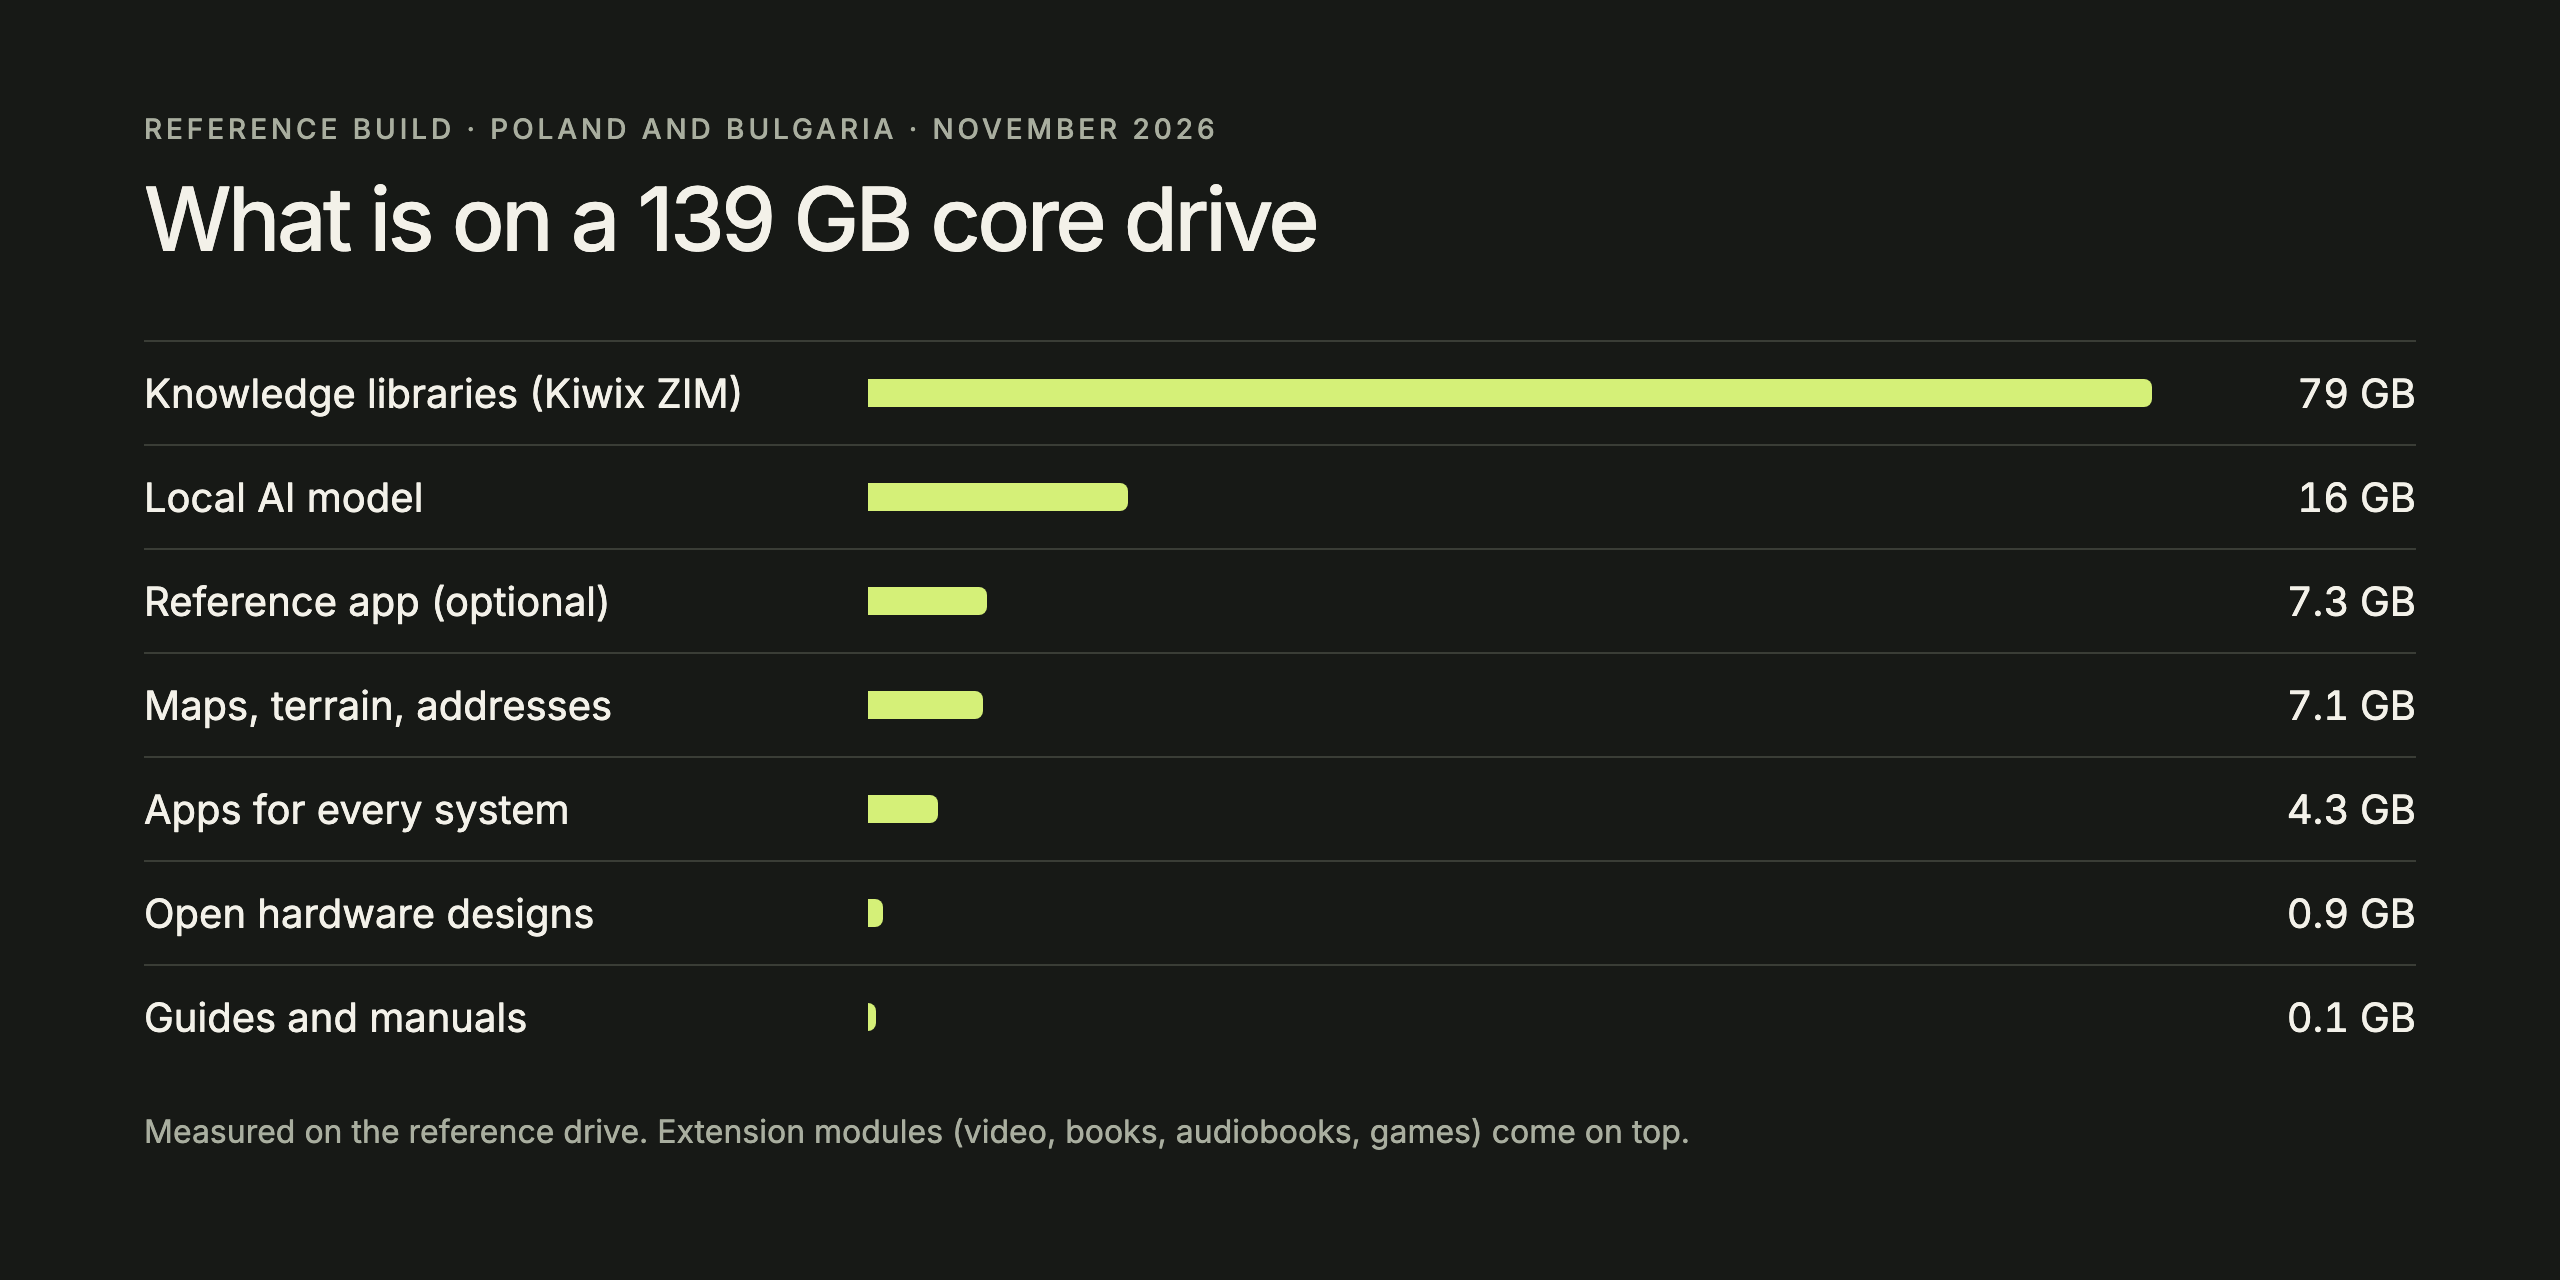 REFERENCE BUILD · POLAND AND BULGARIA · NOVEMBER 2026
What is on a 139 GB core drive
Knowledge libraries (Kiwix ZIM) 79 GB
Local AI model 16 GB
Reference app (optional) 7.3 GB
Maps, terrain, addresses 7.1 GB
Apps for every system 4.3 GB
Open hardware designs 0.9 GB
Guides and manuals 0.1 GB
Measured on the reference drive. Extension modules (video, books, audiobooks, games) come on top.